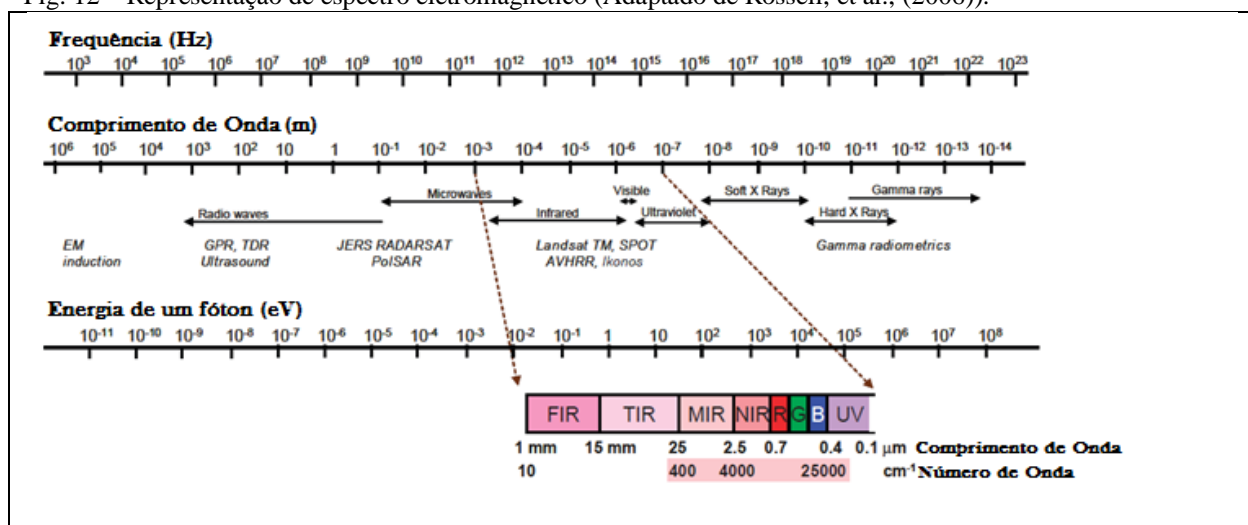 Fig. 12 – Representação de espectro eletromagnético (Adaptado de Rossell, et al., (2006)).
Frequência (Hz)
10³ 10⁴ 10⁵ 10⁶ 10⁷ 10⁸ 10⁹ 10¹⁰ 10¹¹ 10¹² 10¹³ 10¹⁴ 10¹⁵ 10¹⁶ 10¹⁷ 10¹⁸ 10¹⁹ 10²⁰ 10²¹ 10²² 10²³
Comprimento de Onda (m)
10⁶ 10⁵ 10⁴ 10³ 10² 10 1 10⁻¹ 10⁻² 10⁻³ 10⁻⁴ 10⁻⁵ 10⁻⁶ 10⁻⁷ 10⁻⁸ 10⁻⁹ 10⁻¹⁰ 10⁻¹¹ 10⁻¹² 10⁻¹³ 10⁻¹⁴
Microwaves Visible Soft X Rays Gamma rays
Radio waves Infrared Ultraviolet Hard X Rays
EM GPR, TDR JERS RADARSAT Landsat TM, SPOT Gamma radiometrics
induction Ultrasound PolSAR AVHRR, Ikonos
Energia de um fóton (eV)
10⁻¹¹ 10⁻¹⁰ 10⁻⁹ 10⁻⁸ 10⁻⁷ 10⁻⁶ 10⁻⁵ 10⁻⁴ 10⁻³ 10⁻² 10⁻¹ 1 10 10² 10³ 10⁴ 10⁵ 10⁶ 10⁷ 10⁸
FIR TIR MIR NIR R G B UV
1 mm 15 mm 25 2.5 0.7 0.4 0.1 µm Comprimento de Onda
10 400 4000 25000 cm⁻¹ Número de Onda